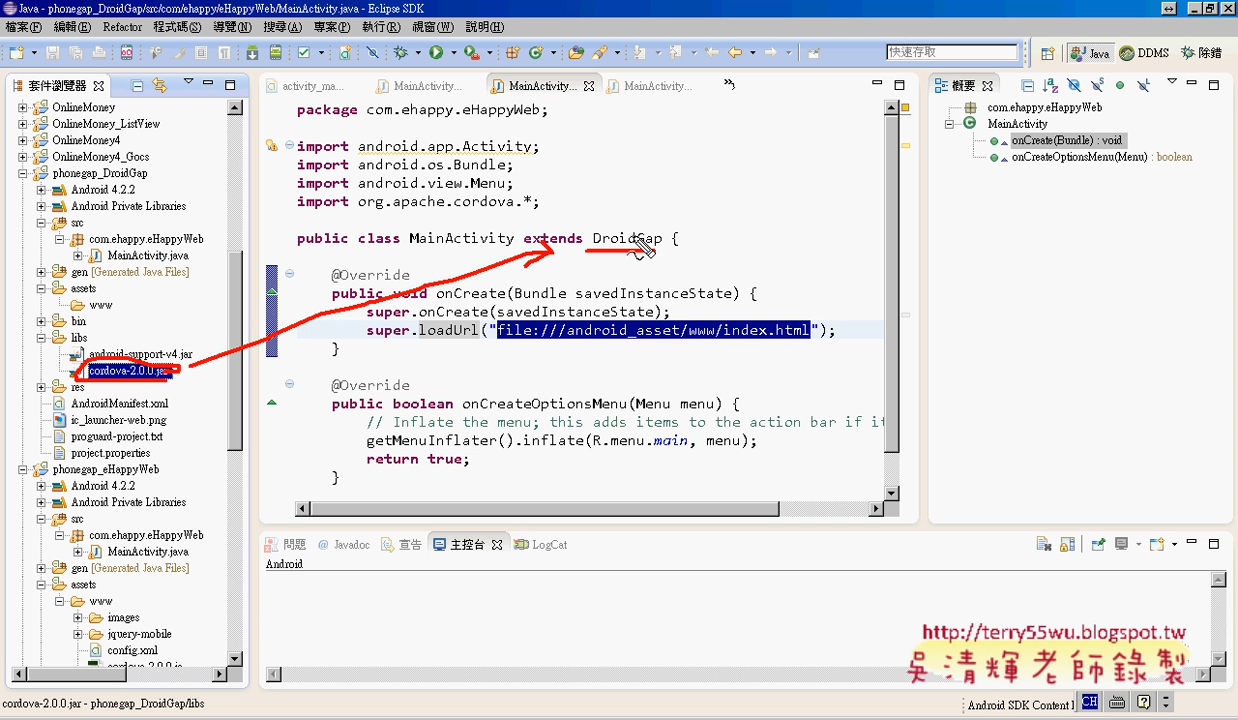 Java - phonegap_DroidGap/src/com/ehappy/eHappyWeb/MainActivity.java - Eclipse SDK
檔案(F) 編輯(E) Refactor 程式碼(S) 導覽(N) 搜尋(A) 專案(P) 執行(R) 視窗(W) 說明(H)
快速存取
Java
DDMS
除錯
套件瀏覽器
OnlineMoney
OnlineMoney_ListView
OnlineMoney4
OnlineMoney4_Gocs
phonegap_DroidGap
Android 4.2.2
Android Private Libraries
src
com.ehappy.eHappyWeb
MainActivity.java
gen [Generated Java Files]
assets
www
bin
libs
android-support-v4.jar
cordova-2.0.0.jar
res
AndroidManifest.xml
ic_launcher-web.png
proguard-project.txt
project.properties
phonegap_eHappyWeb
Android 4.2.2
Android Private Libraries
src
com.ehappy.eHappyWeb
MainActivity.java
gen [Generated Java Files]
assets
www
images
jquery-mobile
config.xml
activity_ma...
MainActivity...
MainActivity...
MainActivity...
package com.ehappy.eHappyWeb;
import android.app.Activity;
import android.os.Bundle;
import android.view.Menu;
import org.apache.cordova.*;
public class MainActivity extends DroidGap {
@Override
public void onCreate(Bundle savedInstanceState) {
super.onCreate(savedInstanceState);
super.loadUrl("file:///android_asset/www/index.html");
}
@Override
public boolean onCreateOptionsMenu(Menu menu) {
// Inflate the menu; this adds items to the action bar if it
getMenuInflater().inflate(R.menu.main, menu);
return true;
}
概要
com.ehappy.eHappyWeb
MainActivity
onCreate(Bundle) : void
onCreateOptionsMenu(Menu) : boolean
問題
@ Javadoc
宣告
主控台
LogCat
Android
http://terry55wu.blogspot.tw
吳清輝老師錄製
cordova-2.0.0.jar - phonegap_DroidGap/libs
Android SDK Content
CH